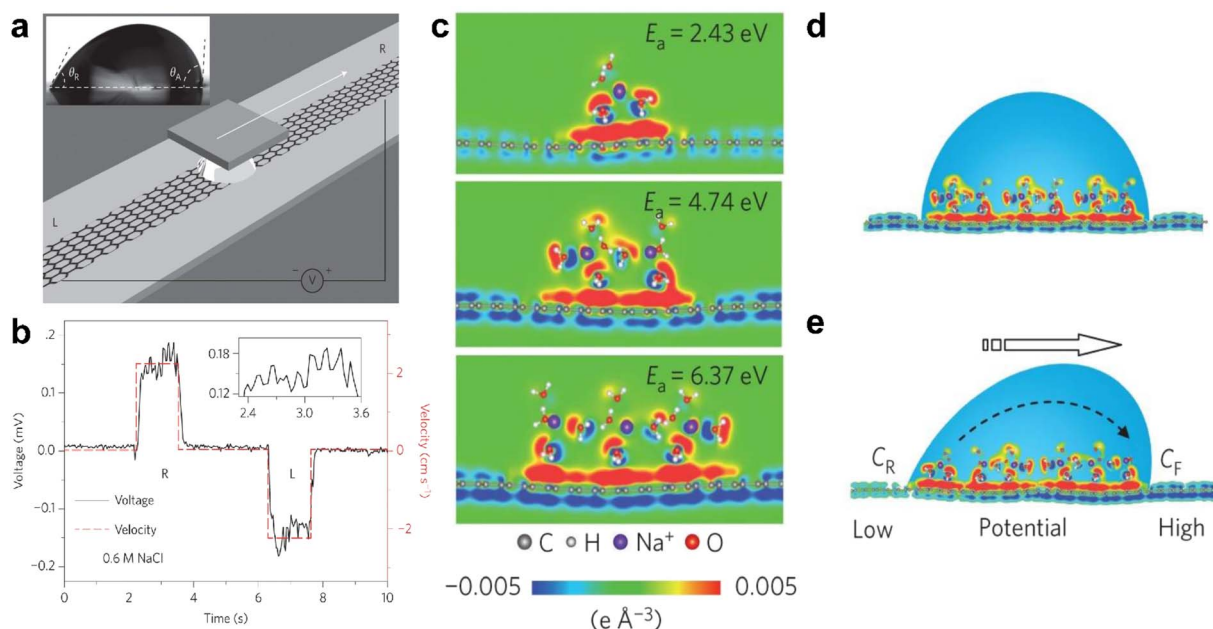 a
θR
θA
R
L
− V +
b
Voltage (mV)
.2
0.1
0.0
−0.1
−0.2
0.18
0.12
2.4 3.0 3.6
R
L
Voltage
Velocity
0.6 M NaCl
0 2 4 6 8 10
Time (s)
2
0
−2
Velocity (cm s⁻¹)
c
Ea = 2.43 eV
Ea = 4.74 eV
Ea = 6.37 eV
C H Na⁺ O
−0.005 0.005
(e Å⁻³)
d
e
CR CF
Low Potential High